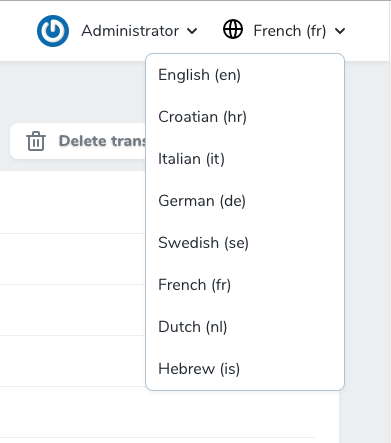 Administrator
French (fr)
English (en)
Croatian (hr)
Delete trans
Italian (it)
German (de)
Swedish (se)
French (fr)
Dutch (nl)
Hebrew (is)